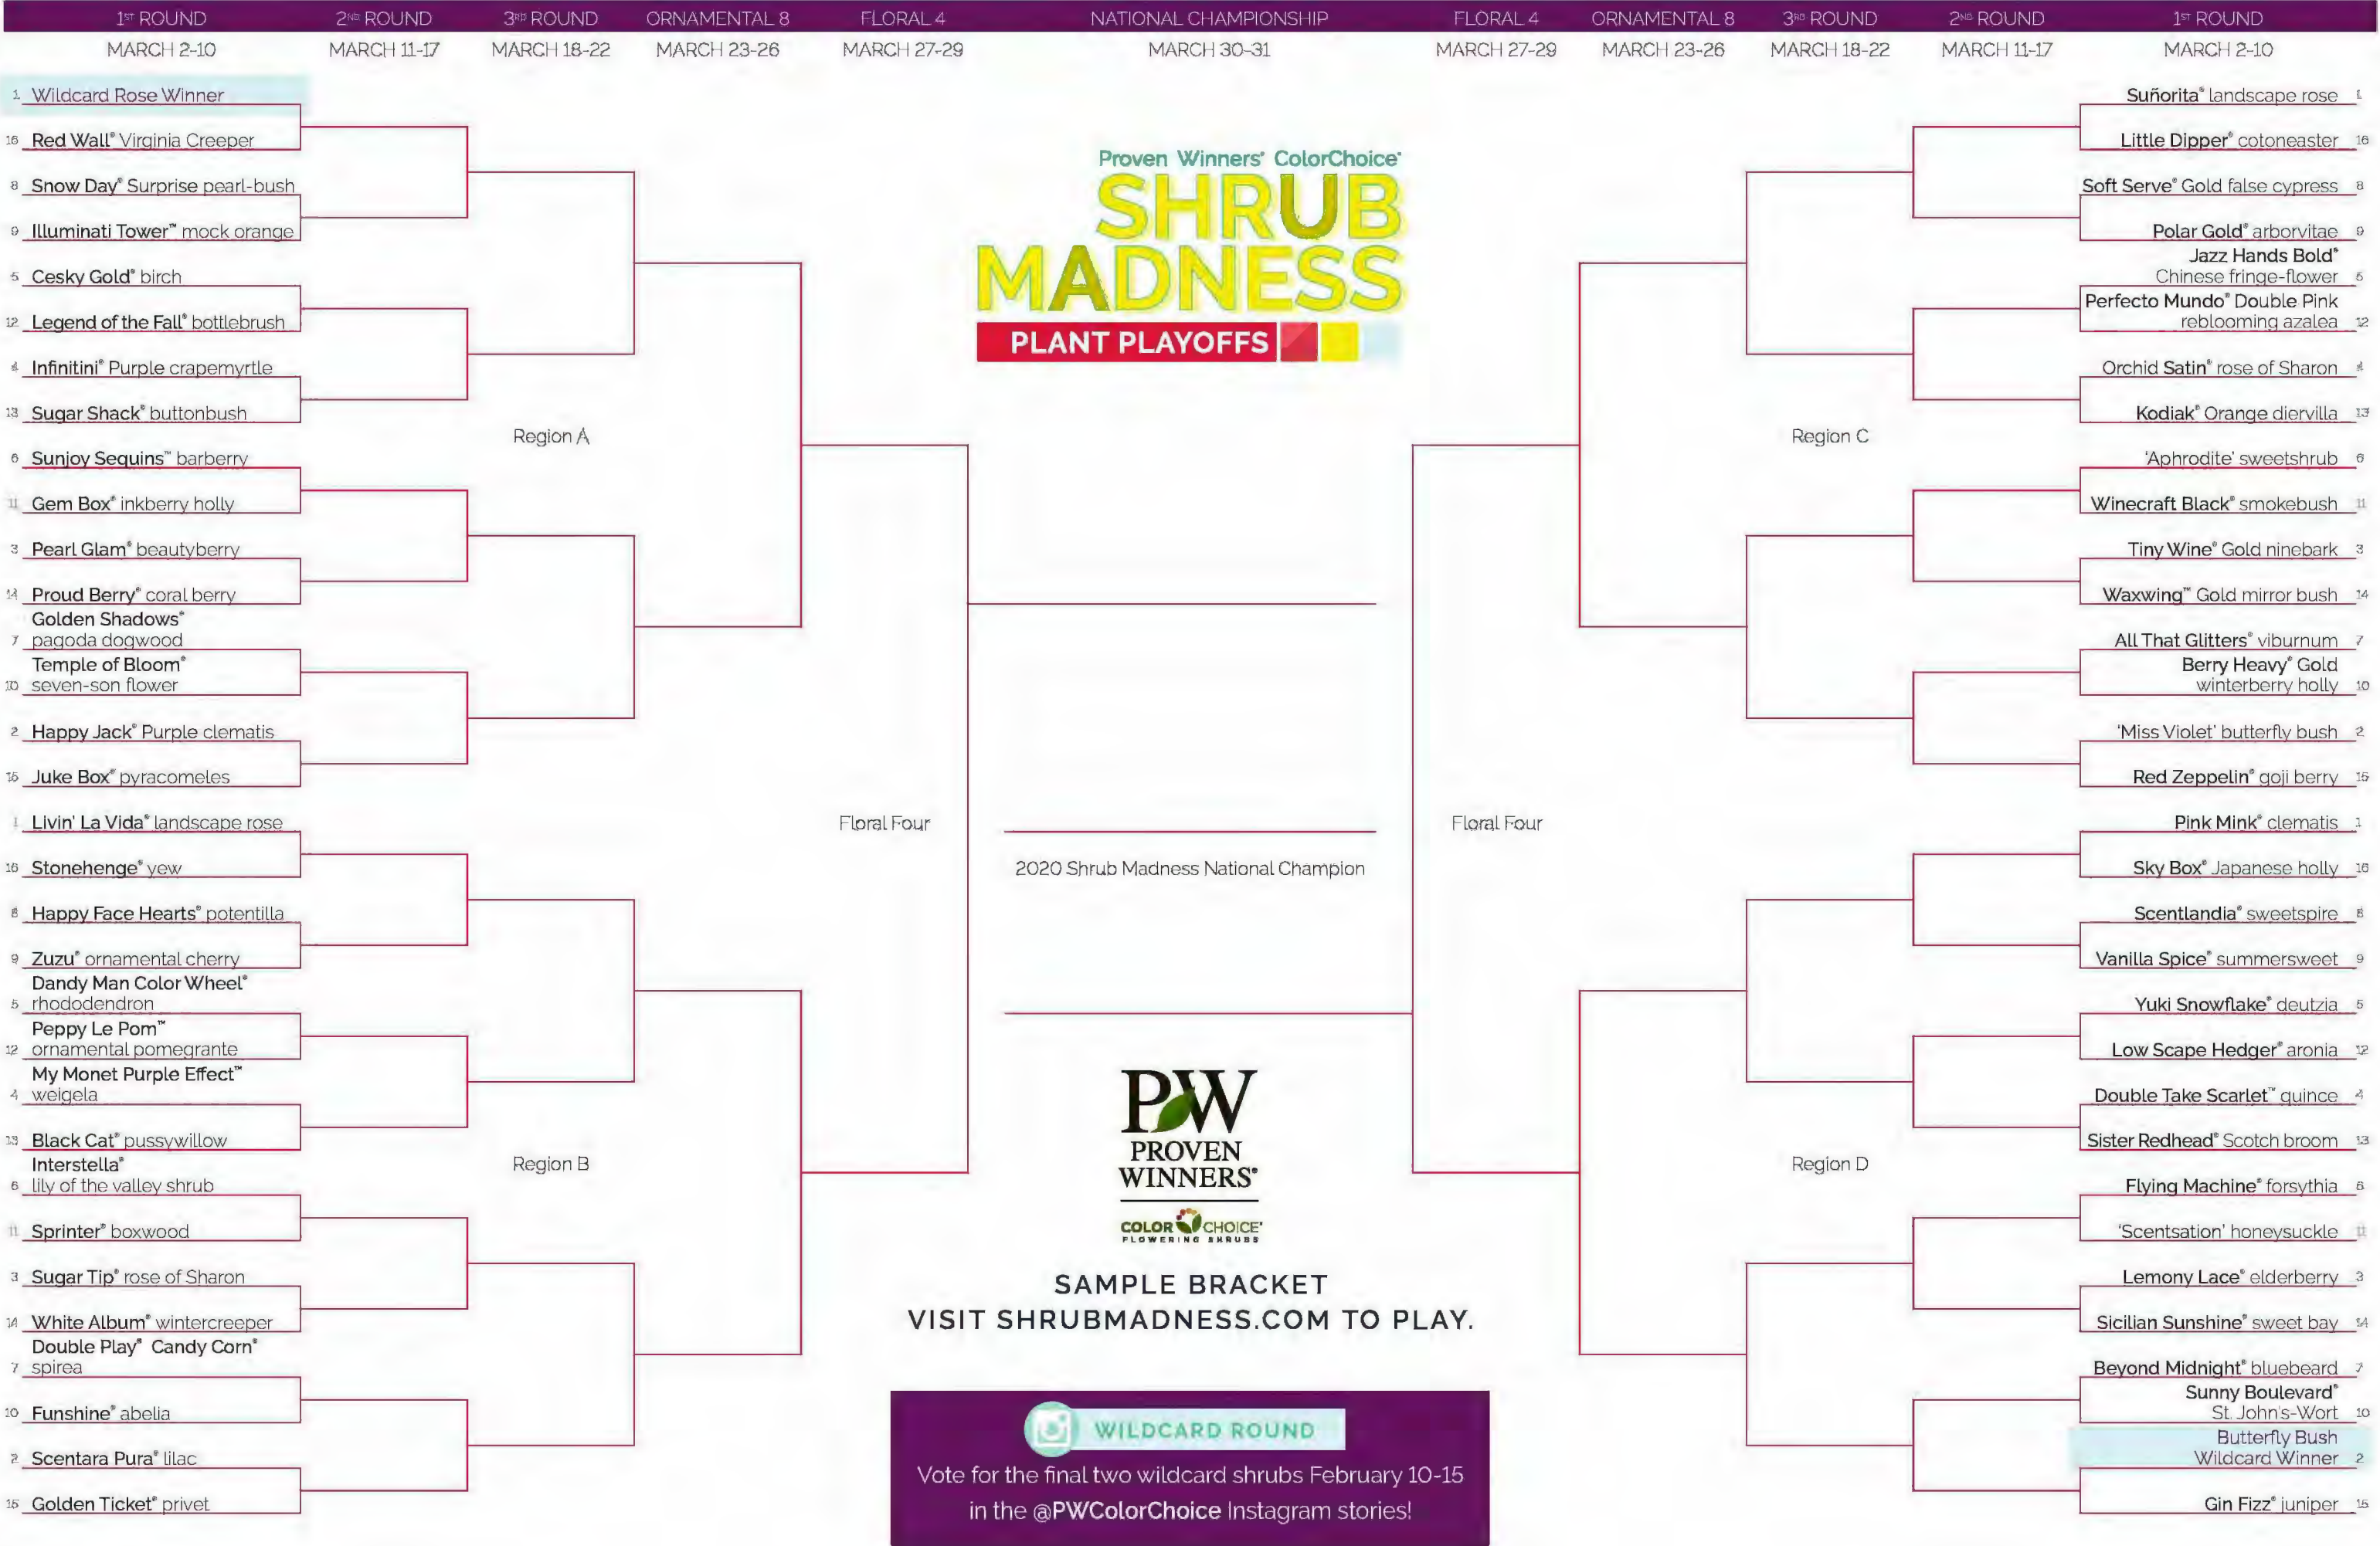 1ST ROUND 2ND ROUND 3RD ROUND ORNAMENTAL 8 FLORAL 4 NATIONAL CHAMPIONSHIP FLORAL 4 ORNAMENTAL 8 3RD ROUND 2ND ROUND 1ST ROUND
MARCH 2-10 MARCH 11-17 MARCH 18-22 MARCH 23-26 MARCH 27-29 MARCH 30-31 MARCH 27-29 MARCH 23-26 MARCH 18-22 MARCH 11-17 MARCH 2-10
1 Wildcard Rose Winner
16 Red Wall® Virginia Creeper
8 Snow Day® Surprise pearl-bush
9 Illuminati Tower™ mock orange
5 Cesky Gold® birch
12 Legend of the Fall® bottlebrush
4 Infinitini® Purple crapemyrtle
13 Sugar Shack® buttonbush
Region A
6 Sunjoy Sequins™ barberry
11 Gem Box® inkberry holly
3 Pearl Glam® beautyberry
14 Proud Berry® coral berry
Golden Shadows®
7 pagoda dogwood
Temple of Bloom®
10 seven-son flower
2 Happy Jack® Purple clematis
15 Juke Box® pyracomeles
1 Livin' La Vida® landscape rose
16 Stonehenge® yew
8 Happy Face Hearts® potentilla
9 Zuzu® ornamental cherry
Dandy Man Color Wheel®
5 rhododendron
Peppy Le Pom™
12 ornamental pomegrante
My Monet Purple Effect™
4 weigela
13 Black Cat® pussywillow
Region B
Interstella®
6 lily of the valley shrub
11 Sprinter® boxwood
3 Sugar Tip® rose of Sharon
14 White Album® wintercreeper
Double Play® Candy Corn®
7 spirea
10 Funshine® abelia
2 Scentara Pura® lilac
15 Golden Ticket® privet
Proven Winners® ColorChoice®
SHRUB
MADNESS
PLANT PLAYOFFS
Floral Four
2020 Shrub Madness National Champion
Floral Four
PW
PROVEN
WINNERS®
COLOR CHOICE®
FLOWERING SHRUBS
SAMPLE BRACKET
VISIT SHRUBMADNESS.COM TO PLAY.
WILDCARD ROUND
Vote for the final two wildcard shrubs February 10-15
in the @PWColorChoice Instagram stories!
Suñorita® landscape rose 1
Little Dipper® cotoneaster 16
Soft Serve® Gold false cypress 8
Polar Gold® arborvitae 9
Jazz Hands Bold®
Chinese fringe-flower 5
Perfecto Mundo® Double Pink
reblooming azalea 12
Orchid Satin® rose of Sharon 4
Kodiak® Orange diervilla 13
Region C
'Aphrodite' sweetshrub 6
Winecraft Black® smokebush 11
Tiny Wine® Gold ninebark 3
Waxwing™ Gold mirror bush 14
All That Glitters® viburnum 7
Berry Heavy® Gold
winterberry holly 10
'Miss Violet' butterfly bush 2
Red Zeppelin® goji berry 15
Pink Mink® clematis 1
Sky Box® Japanese holly 16
Scentlandia® sweetspire 8
Vanilla Spice® summersweet 9
Yuki Snowflake® deutzia 5
Low Scape Hedger® aronia 12
Double Take Scarlet™ quince 4
Sister Redhead® Scotch broom 13
Region D
Flying Machine® forsythia 6
'Scentsation' honeysuckle 11
Lemony Lace® elderberry 3
Sicilian Sunshine® sweet bay 14
Beyond Midnight® bluebeard 7
Sunny Boulevard®
St. John's-Wort 10
Butterfly Bush
Wildcard Winner 2
Gin Fizz® juniper 15